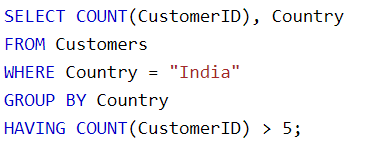 SELECT COUNT(CustomerID), Country
FROM Customers
WHERE Country = "India"
GROUP BY Country
HAVING COUNT(CustomerID) > 5;